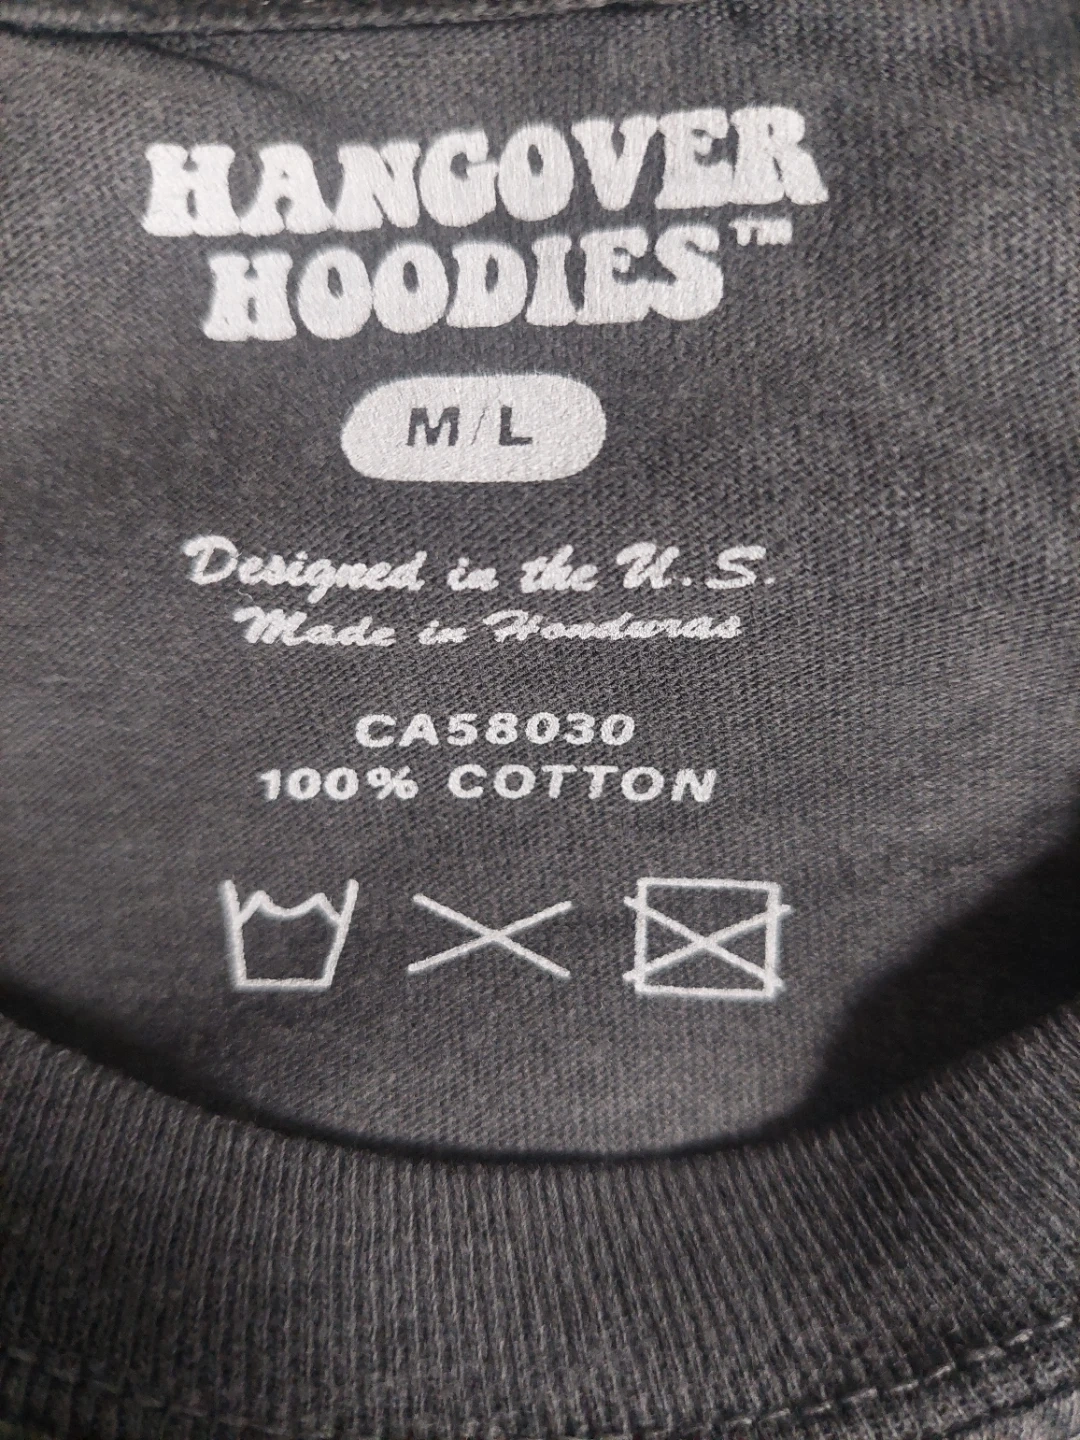 HANGOVER
HOODIES™
M/L
Designed in the U.S.
Made in Honduras
CA58030
100% COTTON